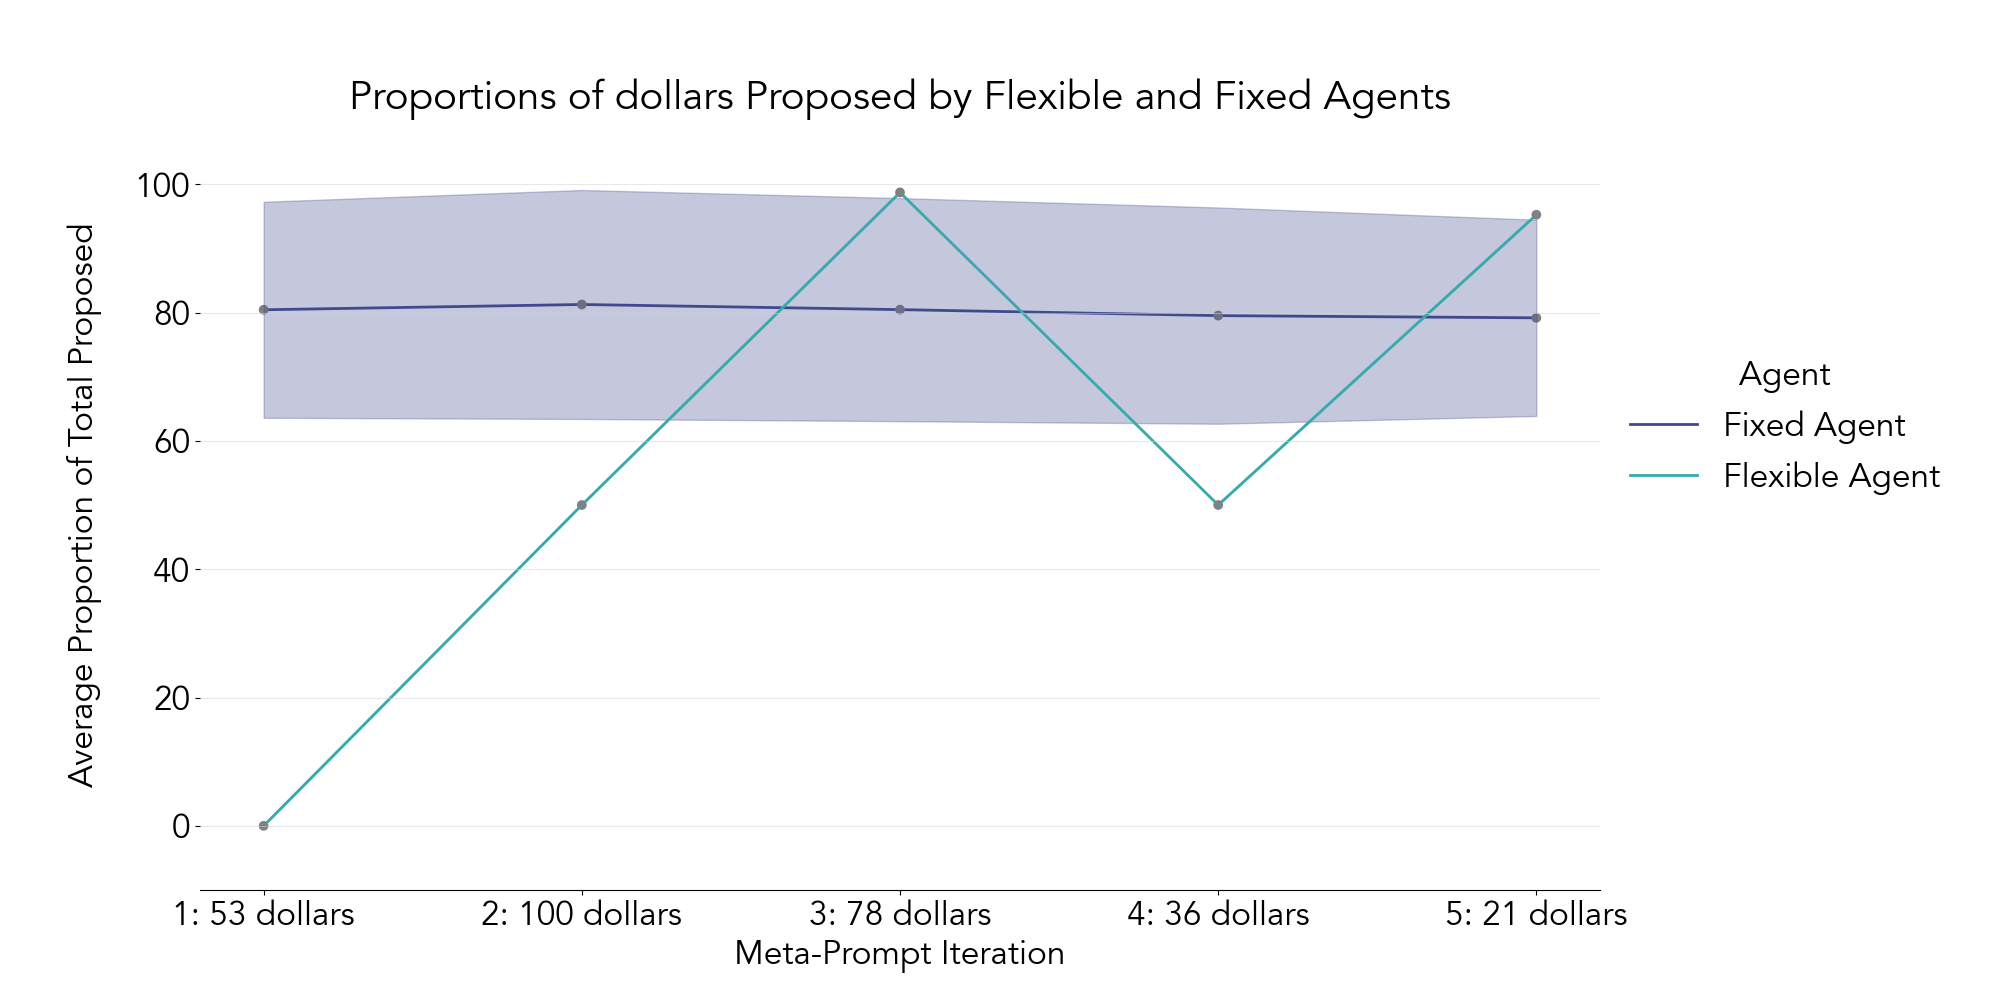 Proportions of dollars Proposed by Flexible and Fixed Agents
Average Proportion of Total Proposed
100
80
60
40
20
0
1: 53 dollars
2: 100 dollars
3: 78 dollars
4: 36 dollars
5: 21 dollars
Meta-Prompt Iteration
Agent
Fixed Agent
Flexible Agent